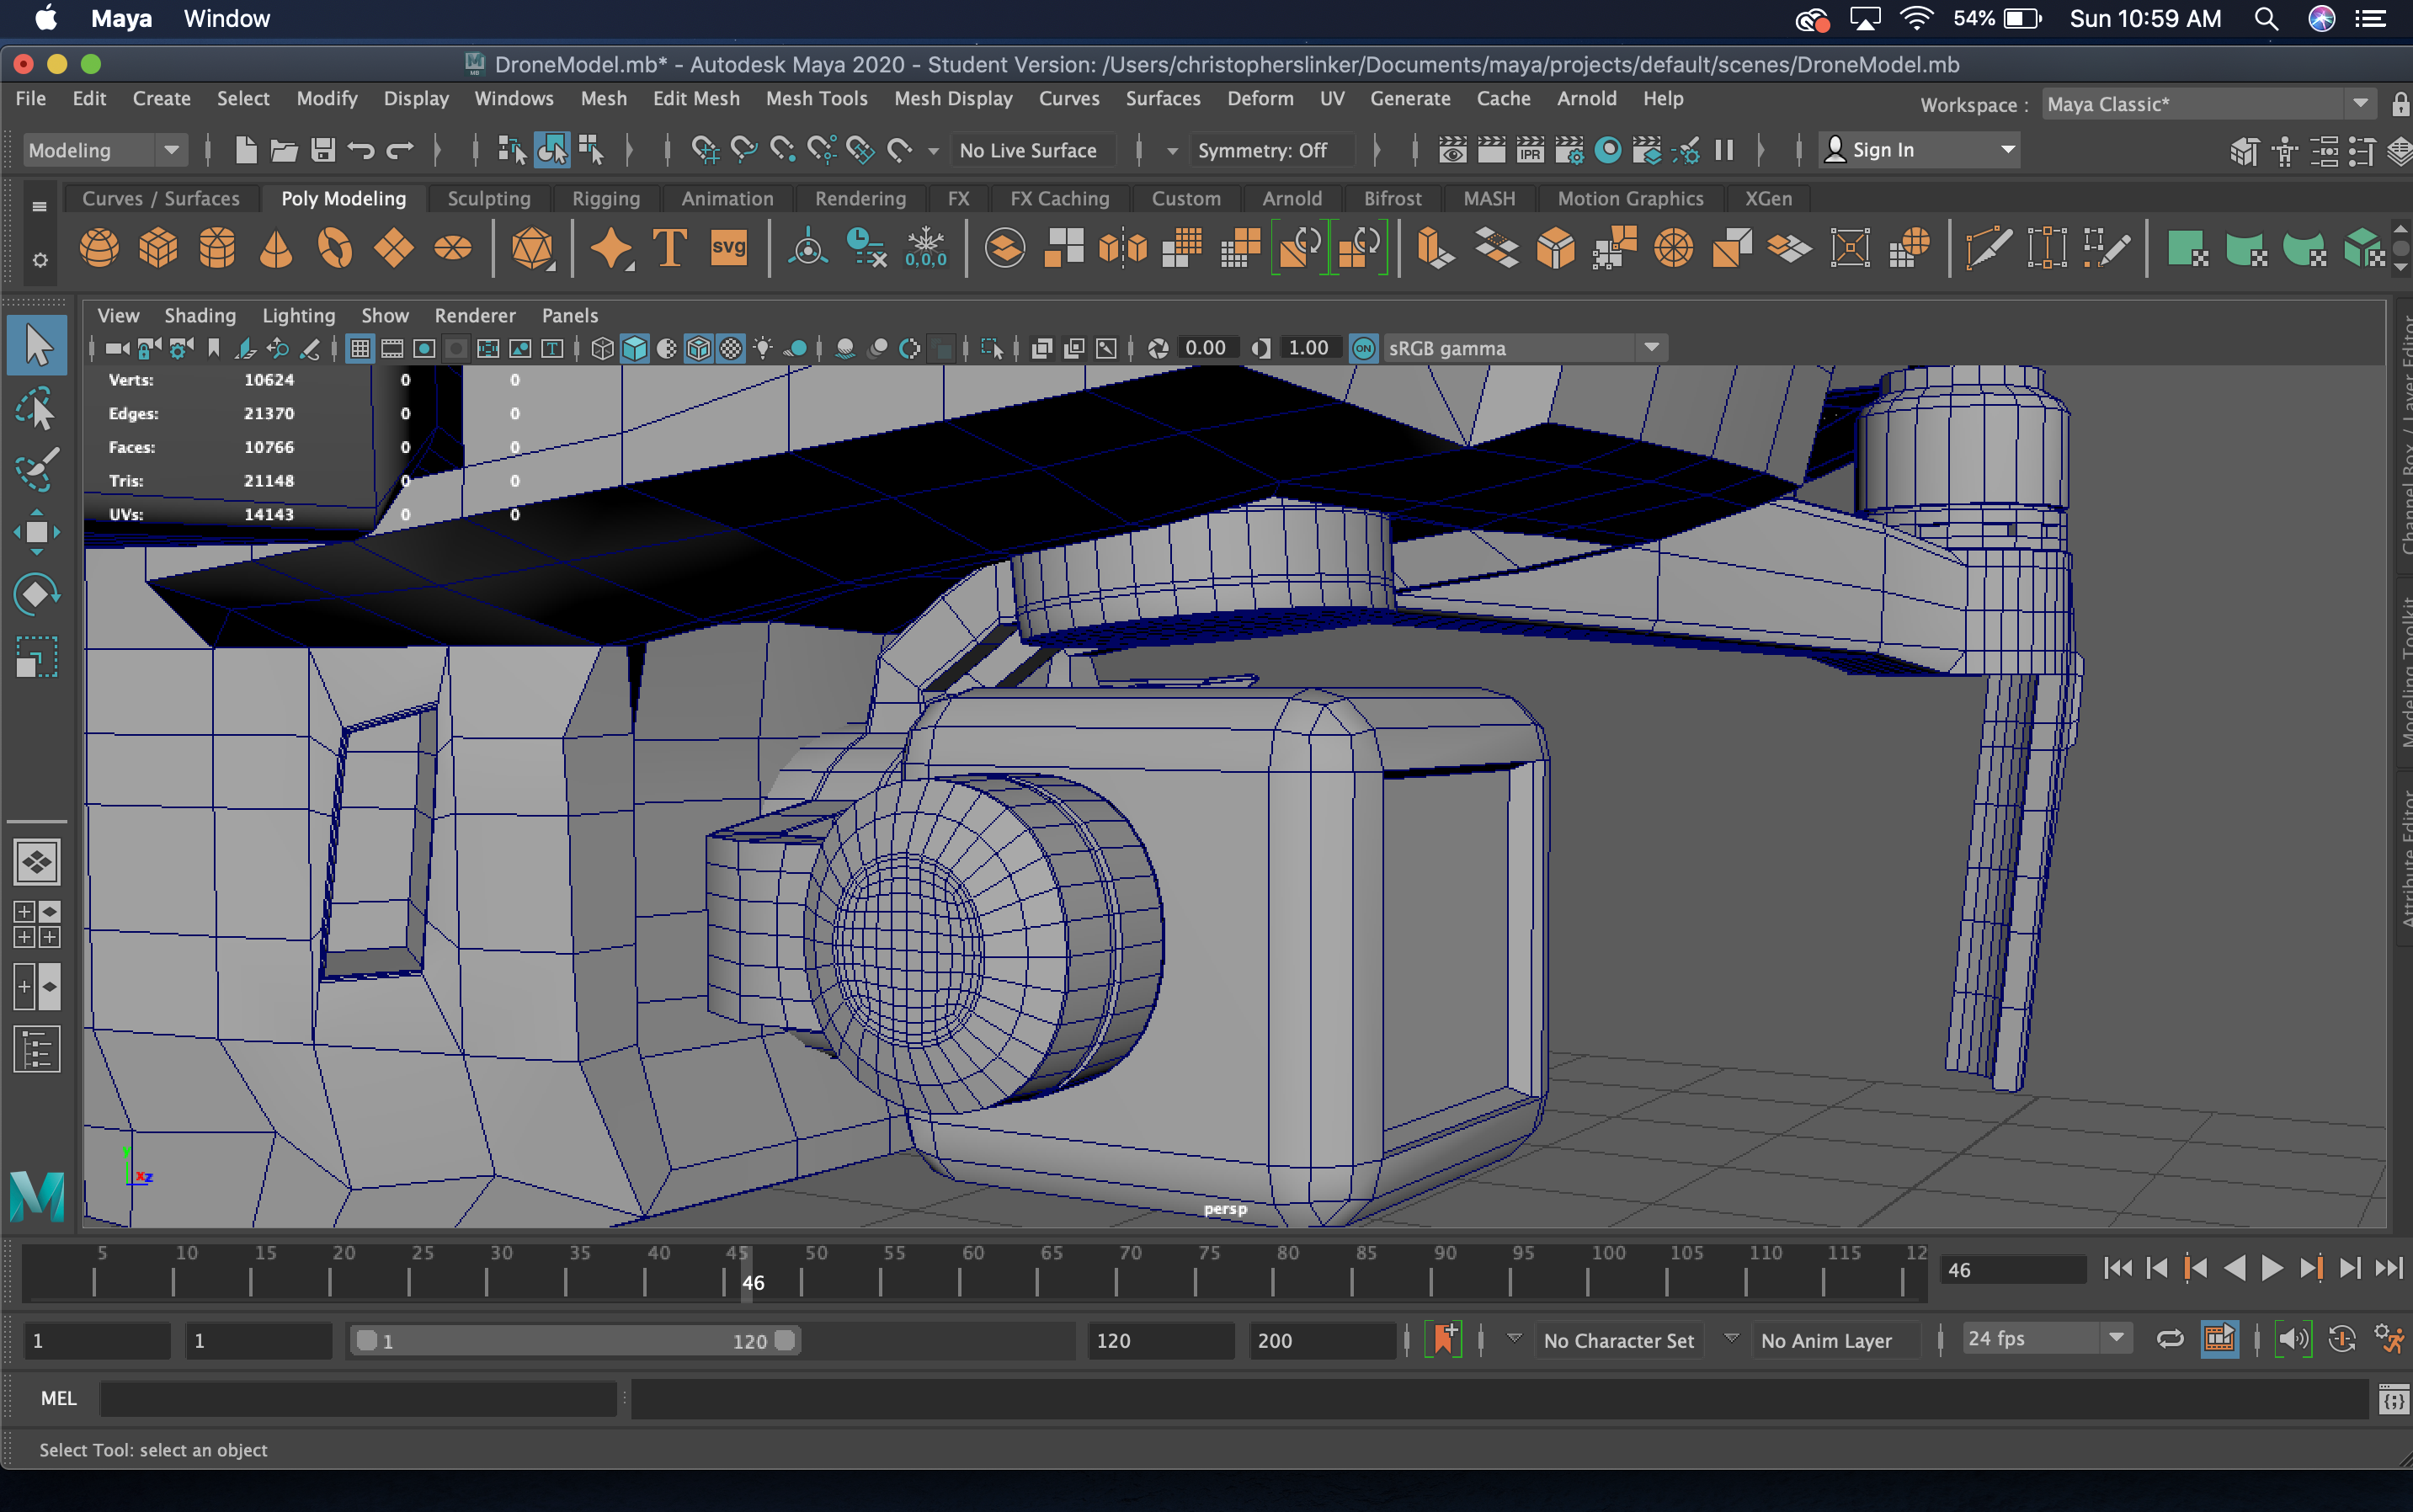 Maya Window 54% Sun 10:59 AM
DroneModel.mb* - Autodesk Maya 2020 - Student Version: /Users/christopherslinker/Documents/maya/projects/default/scenes/DroneModel.mb
File Edit Create Select Modify Display Windows Mesh Edit Mesh Mesh Tools Mesh Display Curves Surfaces Deform UV Generate Cache Arnold Help Workspace : Maya Classic*
Modeling No Live Surface Symmetry: Off IPR Sign In
Curves / Surfaces Poly Modeling Sculpting Rigging Animation Rendering FX FX Caching Custom Arnold Bifrost MASH Motion Graphics XGen
T svg 0,0,0
View Shading Lighting Show Renderer Panels
0.00 1.00 ON sRGB gamma
Verts: 10624 0 0
Edges: 21370 0 0
Faces: 10766 0 0
Tris: 21148 0 0
UVs: 14143 0 0
Channel Box / Layer Editor
Modeling Toolkit
Attribute Editor
persp
5 10 15 20 25 30 35 40 45 50 55 60 65 70 75 80 85 90 95 100 105 110 115 12
46 46
1 1 1 120 120 200 No Character Set No Anim Layer 24 fps
MEL
Select Tool: select an object